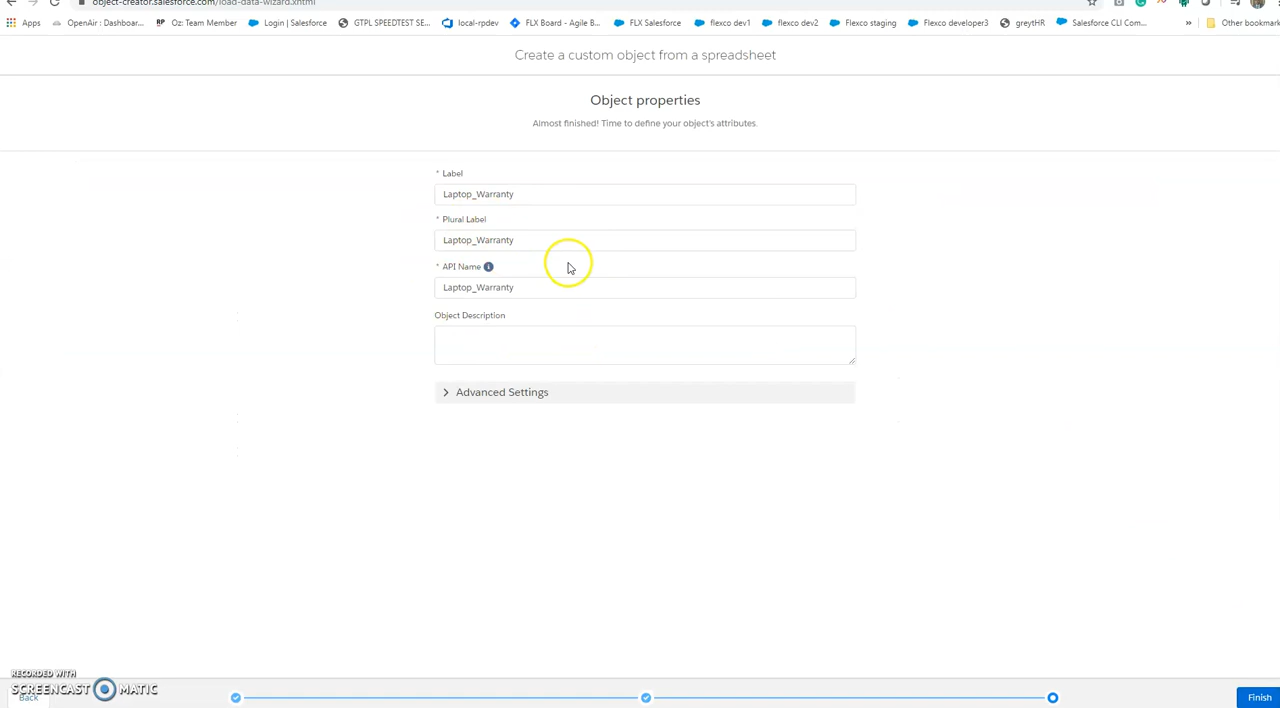 object-creator.salesforce.com/load-data-wizard.xhtml
Apps OpenAir : Dashboar... RP Oz: Team Member Login | Salesforce GTPL SPEEDTEST SE... local-rpdev FLX Board - Agile B... FLX Salesforce flexco dev1 flexco dev2 Flexco staging Flexco developer3 greytHR Salesforce CLI Com... » Other bookmark
Create a custom object from a spreadsheet
Object properties
Almost finished! Time to define your object's attributes.
* Label
Laptop_Warranty
* Plural Label
Laptop_Warranty
* API Name i
Laptop_Warranty
Object Description
Advanced Settings
RECORDED WITH
SCREENCAST MATIC
Back
Finish